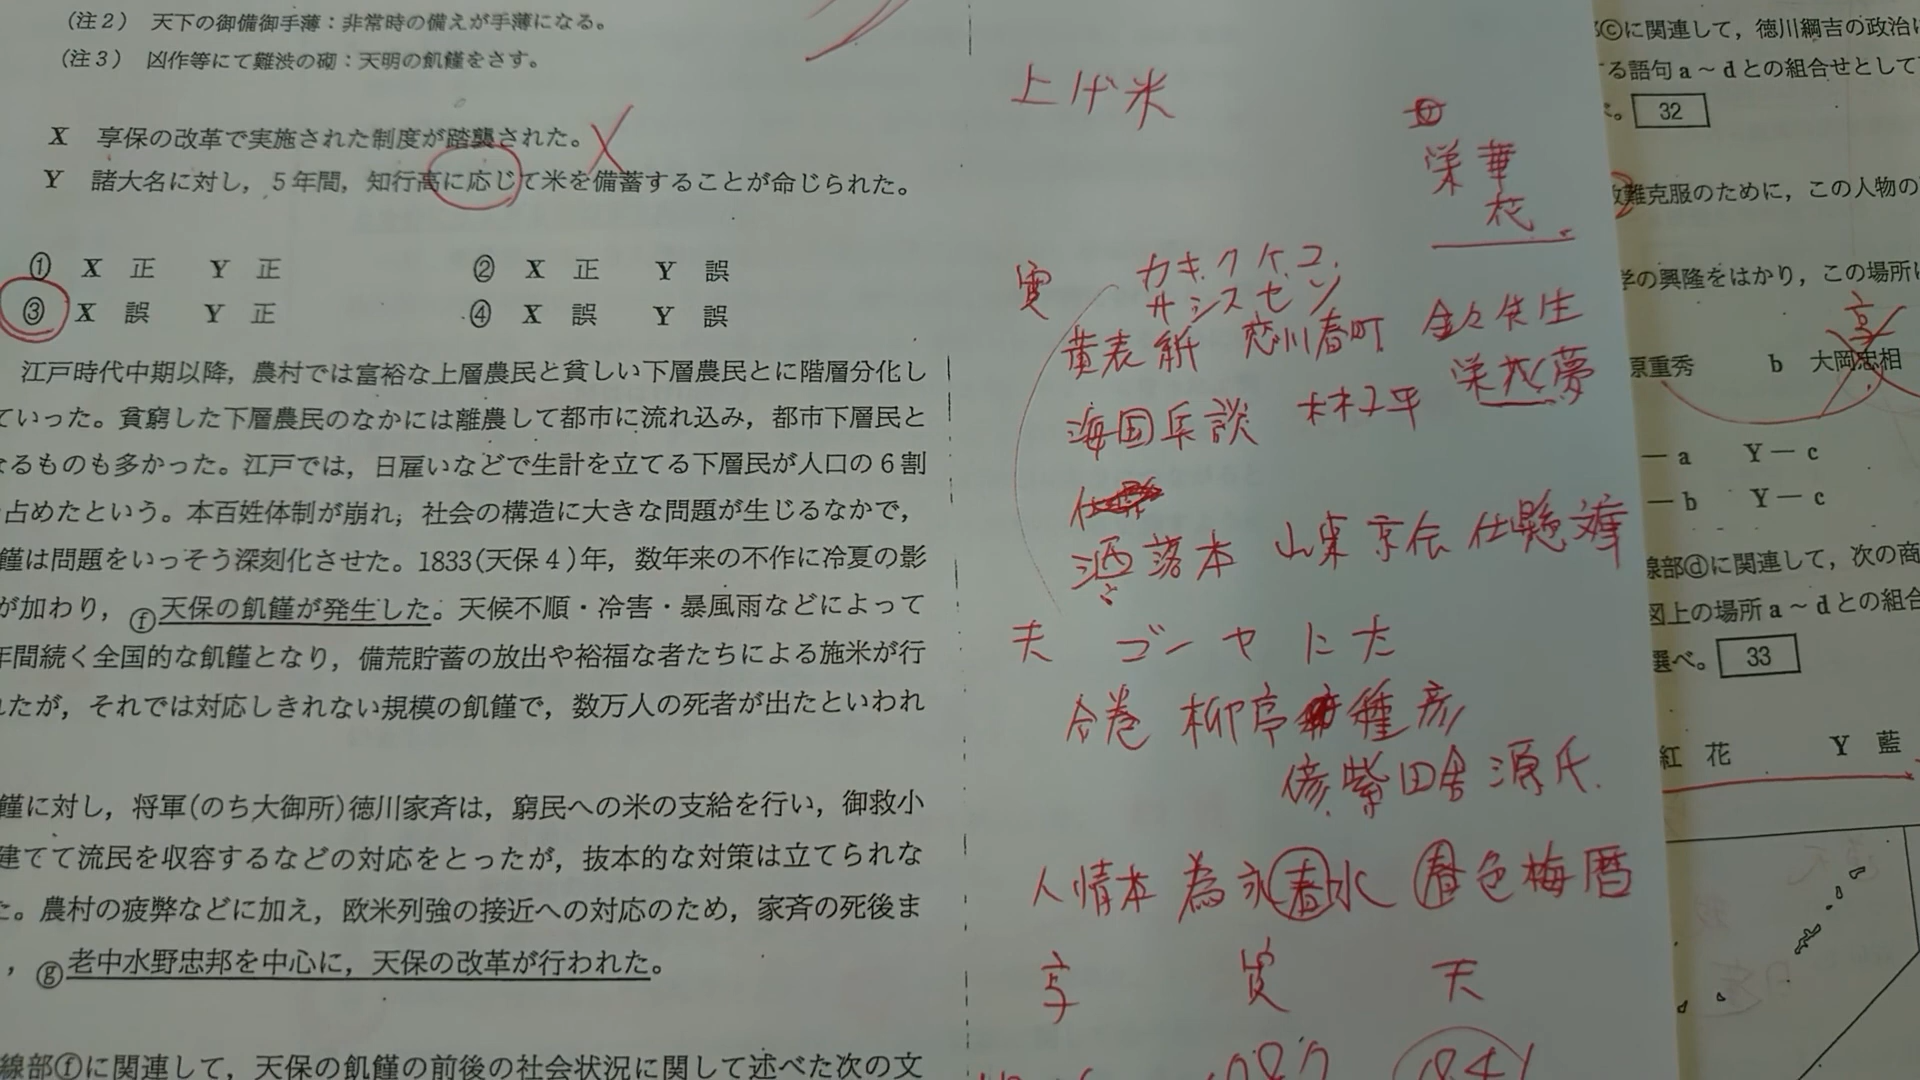 (注2) 天下の御備御手薄：非常時の備えが手薄になる。
(注3) 凶作等にて難渋の砌：天明の飢饉をさす。
X 享保の改革で実施された制度が踏襲された。
Y 諸大名に対し，5年間，知行高に応じて米を備蓄することが命じられた。
① X 正 Y 正 ② X 正 Y 誤
③ X 誤 Y 正 ④ X 誤 Y 誤
江戸時代中期以降，農村では富裕な上層農民と貧しい下層農民とに階層分化し
ていった。貧窮した下層農民のなかには離農して都市に流れ込み，都市下層民と
なるものも多かった。江戸では，日雇いなどで生計を立てる下層民が人口の6割
占めたという。本百姓体制が崩れ，社会の構造に大きな問題が生じるなかで，
饉は問題をいっそう深刻化させた。1833(天保4)年，数年来の不作に冷夏の影
が加わり，ⓕ天保の飢饉が発生した。天候不順・冷害・暴風雨などによって
年間続く全国的な飢饉となり，備荒貯蓄の放出や裕福な者たちによる施米が行
れたが，それでは対応しきれない規模の飢饉で，数万人の死者が出たといわれ
饉に対し，将軍(のち大御所)徳川家斉は，窮民への米の支給を行い，御救小
建てて流民を収容するなどの対応をとったが，抜本的な対策は立てられな
た。農村の疲弊などに加え，欧米列強の接近への対応のため，家斉の死後ま
，ⓖ老中水野忠邦を中心に，天保の改革が行われた。
線部ⓕに関連して，天保の飢饉の前後の社会状況に関して述べた次の文
上げ米
栄華
花
寛 カキクケコ
サシスセソ
黄表紙 恋川春町 金々先生
栄花夢
海国兵談 林子平
洒落本 山東京伝 仕懸文庫
天 ゴーヤに大
合巻 柳亭種彦
偐紫田舎源氏
人情本 為永春水 春色梅暦
享 寛 天
1841
ⓒに関連して，徳川綱吉の政治に
する語句a～dとの組合せとして
。 32
難克服のために，この人物の
学の興隆をはかり，この場所に
享
原重秀 b 大岡忠相
－a Y－c
－b Y－c
線部ⓓに関連して，次の商
図上の場所a～dとの組合
選べ。 33
紅花 Y 藍